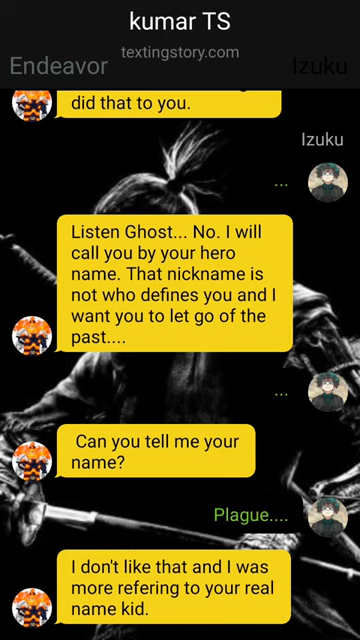 kumar TS
textingstory.com
Endeavor
Izuku
did that to you.
Izuku
...
Listen Ghost... No. I will
call you by your hero
name. That nickname is
not who defines you and I
want you to let go of the
past....
...
Can you tell me your
name?
Plague....
I don't like that and I was
more refering to your real
name kid.